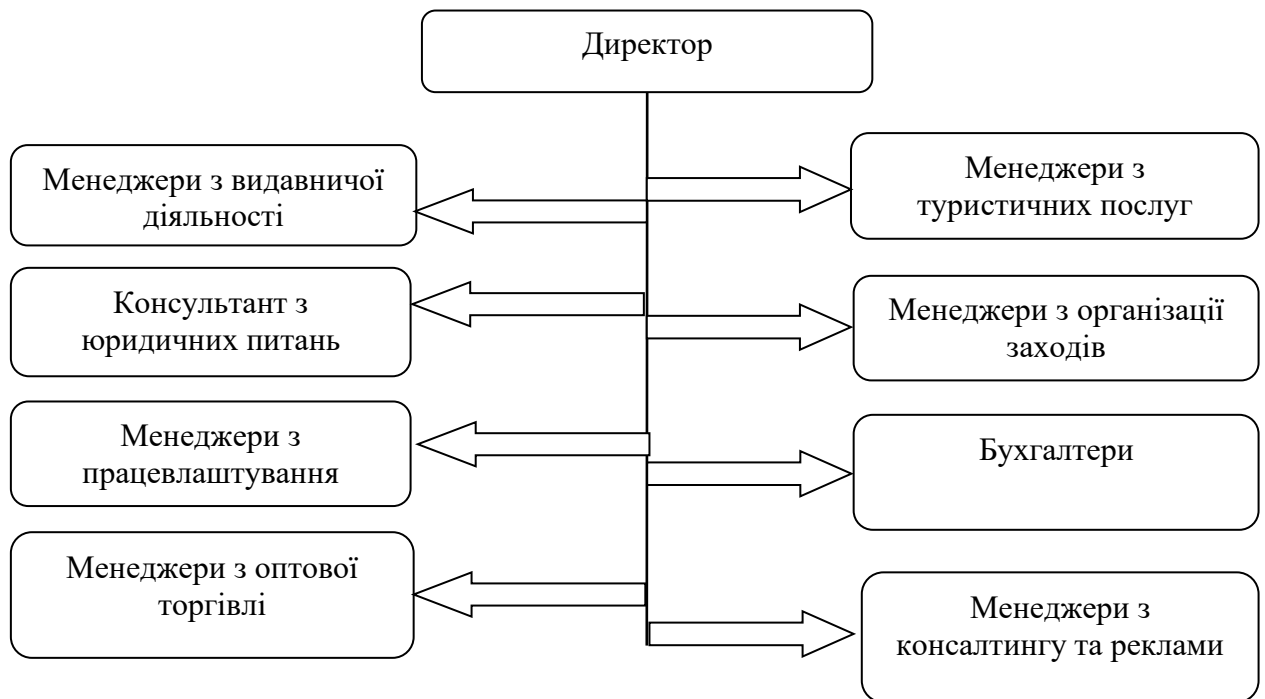 Директор
Менеджери з видавничої
діяльності
Менеджери з
туристичних послуг
Консультант з
юридичних питань
Менеджери з організації
заходів
Менеджери з
працевлаштування
Бухгалтери
Менеджери з оптової
торгівлі
Менеджери з
консалтингу та реклами